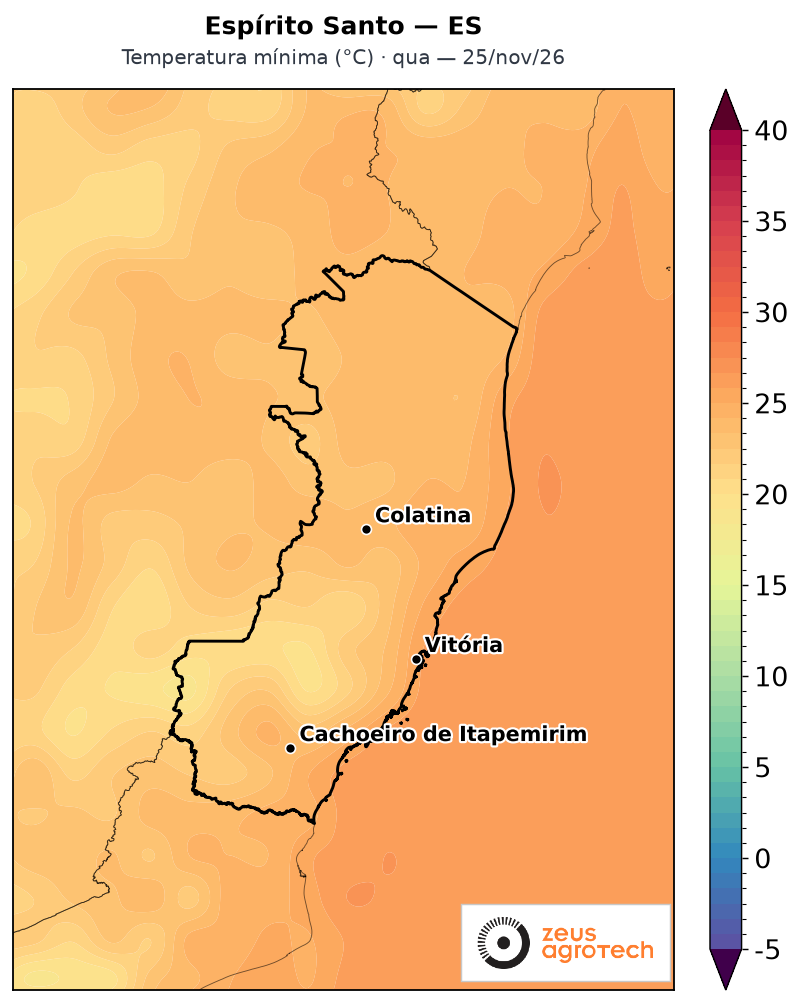 Espírito Santo — ES
Temperatura mínima (°C) · qua — 25/nov/26
40
35
30
25
20
15
10
5
0
-5
Colatina
Vitória
Cachoeiro de Itapemirim
zeus
agrotech